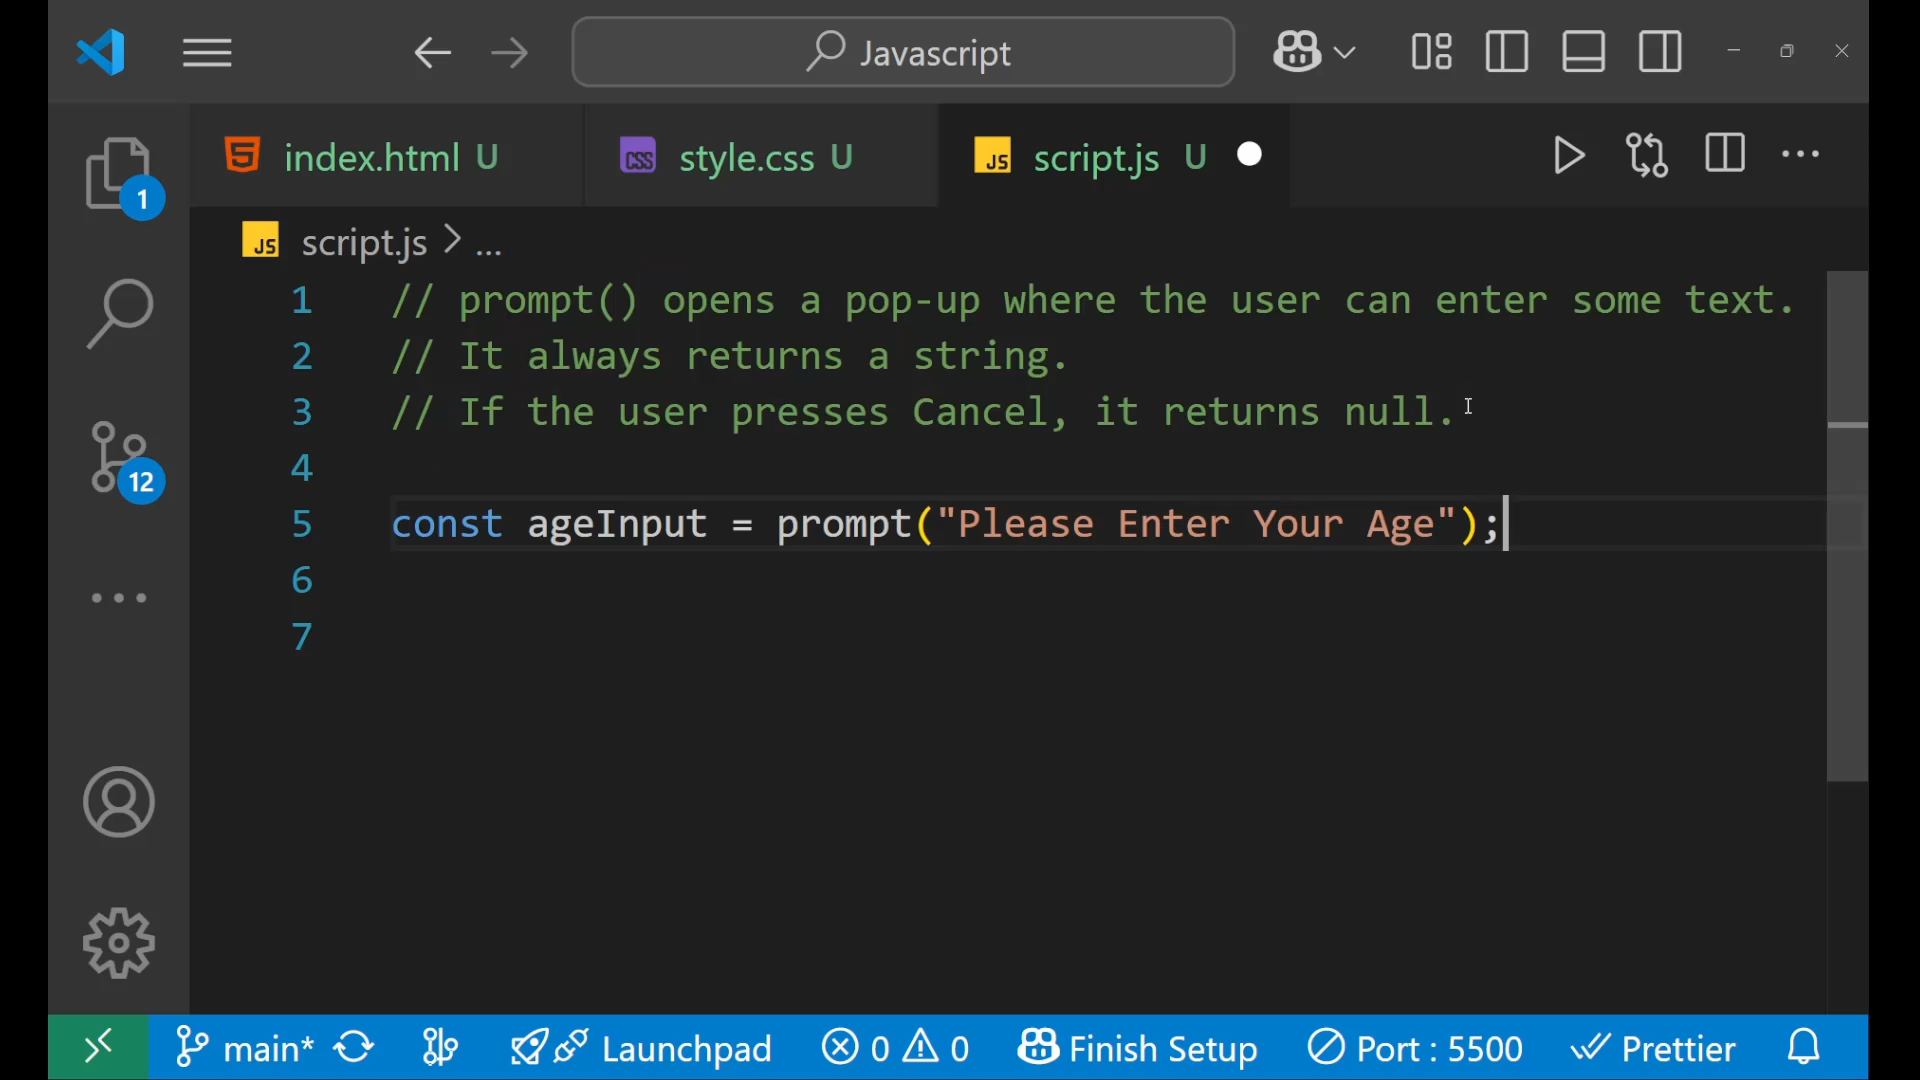 Javascript
index.html U
style.css U
script.js U
script.js > ...
1 // prompt() opens a pop-up where the user can enter some text.
2 // It always returns a string.
3 // If the user presses Cancel, it returns null.
4
5 const ageInput = prompt("Please Enter Your Age");
6
7
1
12
main* Launchpad 0 0 Finish Setup Port : 5500 Prettier